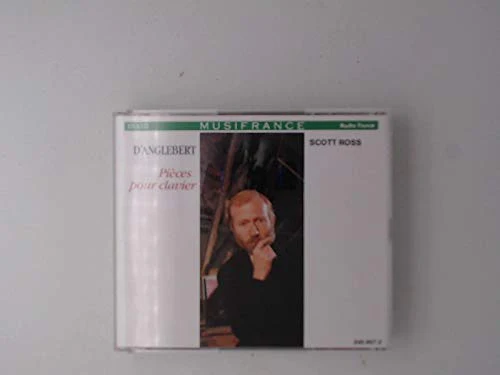 MUSIFRANCE
Radio France
D'ANGLEBERT
SCOTT ROSS
Pièces
pour clavier